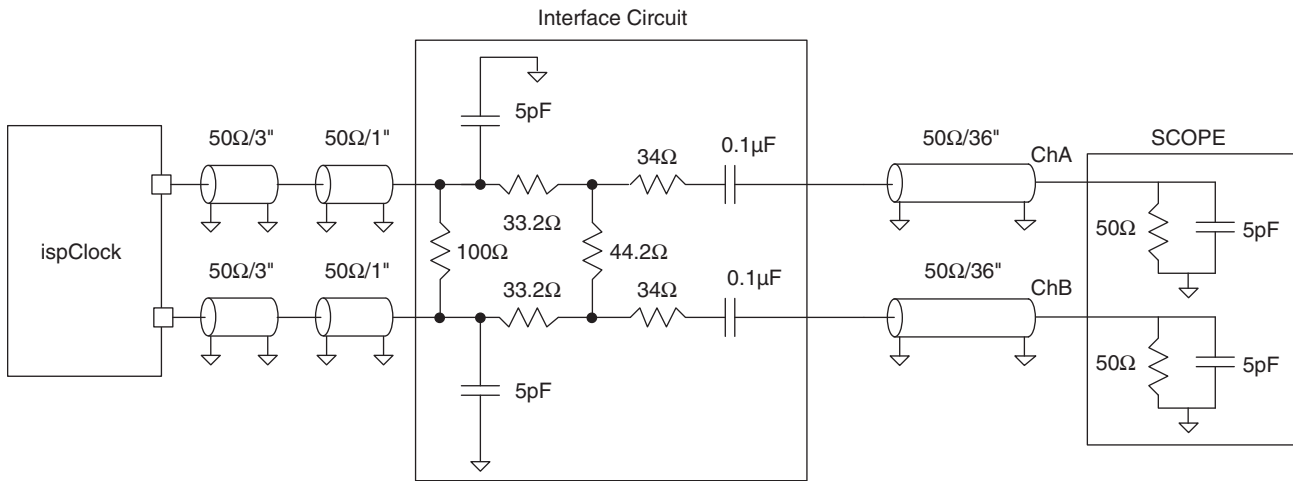 Interface Circuit
5pF
50Ω/3"
50Ω/1"
34Ω
0.1µF
50Ω/36"
ChA
SCOPE
33.2Ω
50Ω
5pF
ispClock
100Ω
44.2Ω
50Ω/3"
50Ω/1"
33.2Ω
34Ω
0.1µF
50Ω/36"
ChB
5pF
50Ω
5pF